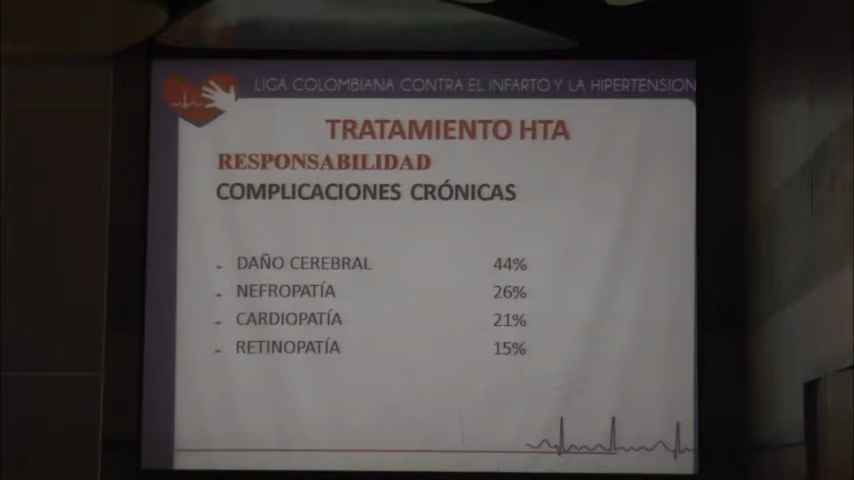 LIGA COLOMBIANA CONTRA EL INFARTO Y LA HIPERTENSION
TRATAMIENTO HTA
RESPONSABILIDAD
COMPLICACIONES CRÓNICAS
- DAÑO CEREBRAL 44%
- NEFROPATÍA 26%
- CARDIOPATÍA 21%
- RETINOPATÍA 15%